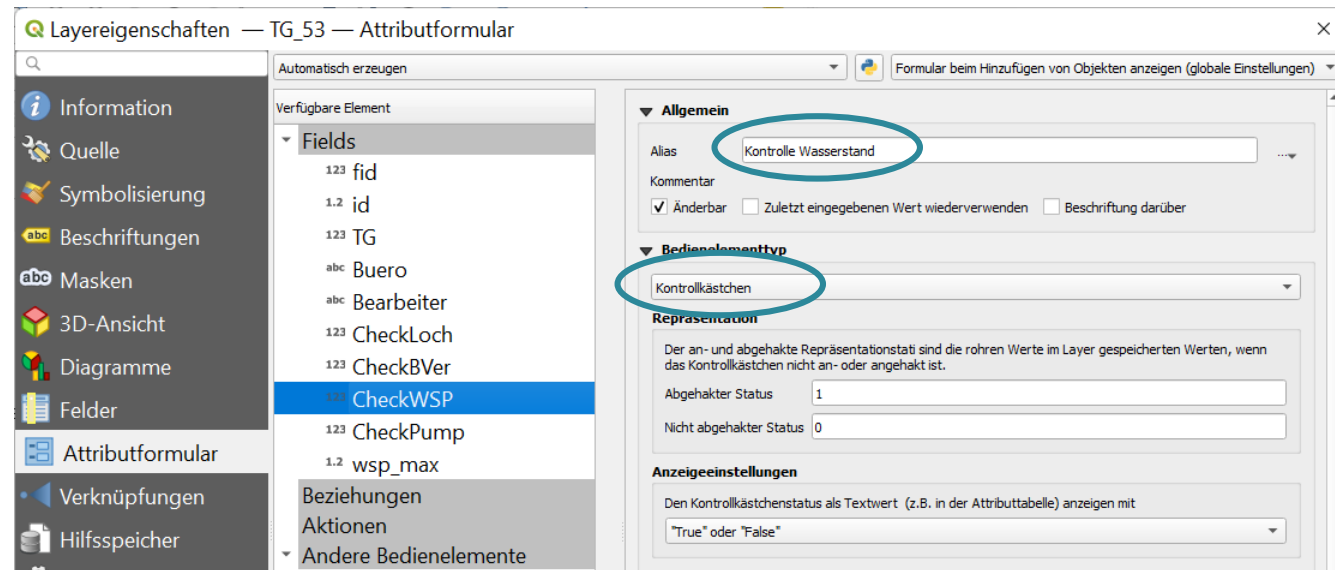 Layereigenschaften — TG_53 — Attributformular
Automatisch erzeugen
Formular beim Hinzufügen von Objekten anzeigen (globale Einstellungen)
Information
Quelle
Symbolisierung
abc Beschriftungen
abc Masken
3D-Ansicht
Diagramme
Felder
Attributformular
Verknüpfungen
Hilfsspeicher
Verfügbare Element
Fields
123 fid
1.2 id
123 TG
abc Buero
abc Bearbeiter
123 CheckLoch
123 CheckBVer
123 CheckWSP
123 CheckPump
1.2 wsp_max
Beziehungen
Aktionen
Andere Bedienelemente
Allgemein
Alias Kontrolle Wasserstand ...
Kommentar
Änderbar Zuletzt eingegebenen Wert wiederverwenden Beschriftung darüber
Bedienelementtyp
Kontrollkästchen
Repräsentation
Der an- und abgehakte Repräsentationstati sind die rohren Werte im Layer gespeicherten Werten, wenn
das Kontrollkästchen nicht an- oder angehakt ist.
Abgehakter Status 1
Nicht abgehakter Status 0
Anzeigeeinstellungen
Den Kontrollkästchenstatus als Textwert (z.B. in der Attributtabelle) anzeigen mit
"True" oder "False"